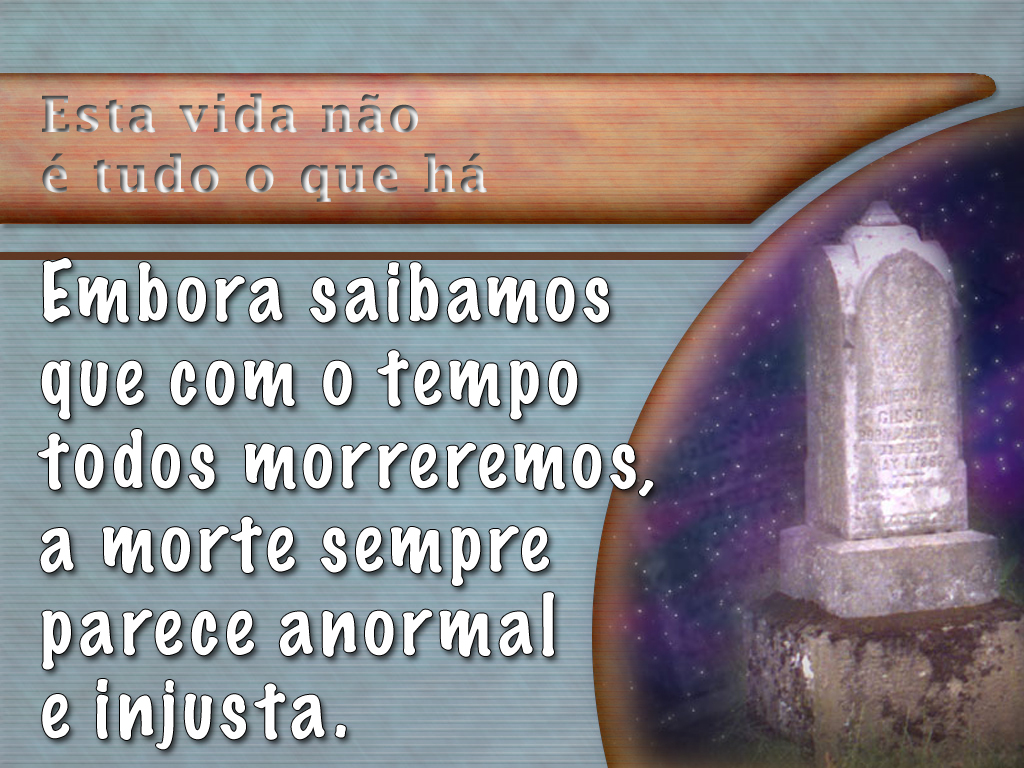 Esta vida não
é tudo o que há
Embora saibamos
que com o tempo
todos morreremos,
a morte sempre
parece anormal
e injusta.
GILSON